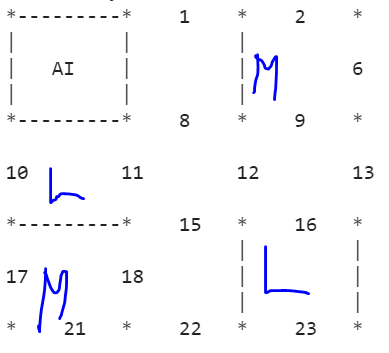 *---------* 1 * 2 *
| | |
| AI | | M 6
| | |
*---------* 8 * 9 *
10 L 11 12 13
*---------* 15 * 16 *
| |
17 M 18 | L |
| |
* 21 * 22 * 23 *